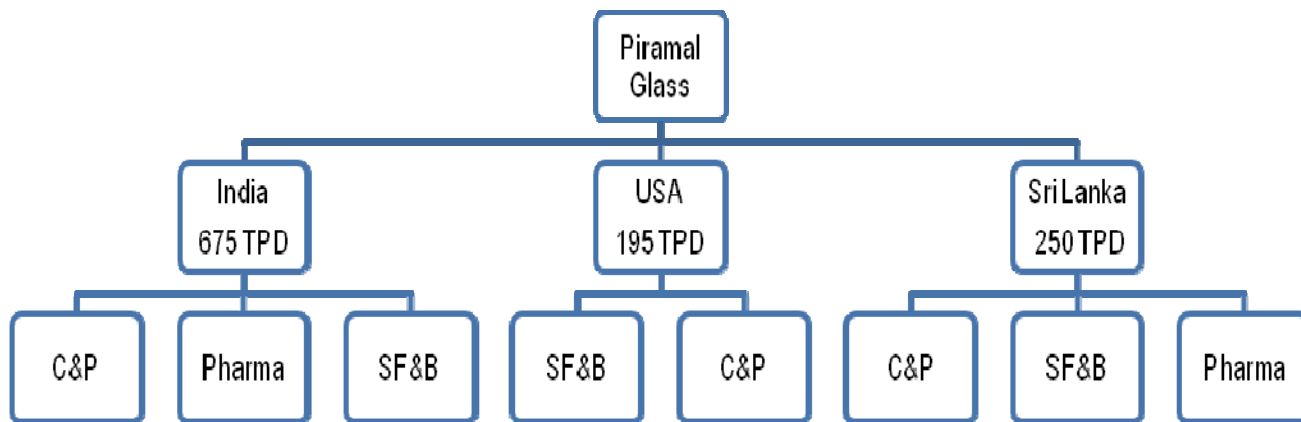 Piramal
Glass
India
675 TPD
USA
195 TPD
Sri Lanka
250 TPD
C&P
Pharma
SF&B
SF&B
C&P
C&P
SF&B
Pharma